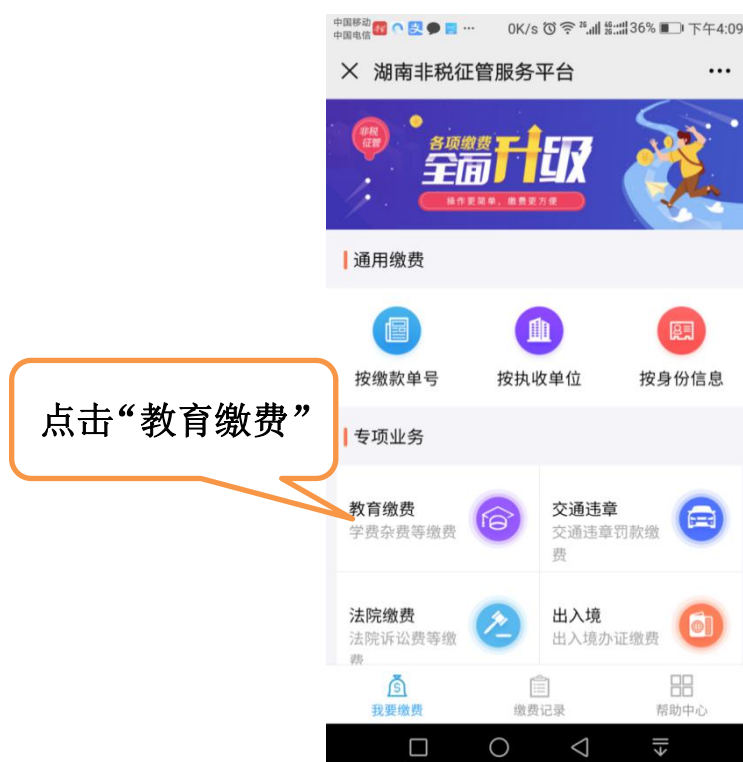 中国移动
中国电信
0K/s
36%
下午4:09
湖南非税征管服务平台
非税
征管
各项缴费
全面升级
操作更简单，缴费更方便
通用缴费
按缴款单号
按执收单位
按身份信息
点击“教育缴费”
专项业务
教育缴费
学费杂费等缴费
交通违章
交通违章罚款缴
费
法院缴费
法院诉讼费等缴
费
出入境
出入境办证缴费
我要缴费
缴费记录
帮助中心